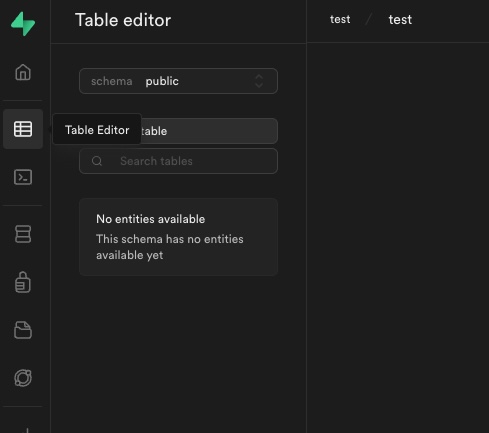 Table editor
test / test
schema public
Table Editor
table
Search tables
No entities available
This schema has no entities
available yet